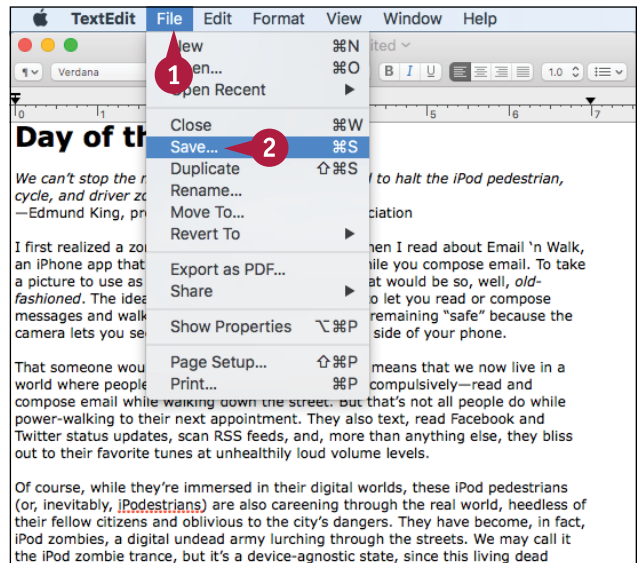 TextEdit File Edit Format View Window Help
New ⌘N
ited
Verdana B I U 1.0
Open... ⌘O
Open Recent
1
0 1 5 6 7
Close ⌘W
Save... ⌘S
2
Duplicate ⇧⌘S
Rename...
Move To...
Revert To
Export as PDF...
Share
Show Properties ⌥⌘P
Page Setup... ⇧⌘P
Print... ⌘P
Day of th
We can't stop the to halt the iPod pedestrian,
cycle, and driver
—Edmund King, ciation
I first realized a when I read about Email 'n Walk,
an iPhone app that while you compose email. To take
a picture to use as at would be so, well, old-
fashioned. The idea o let you read or compose
messages and walk remaining “safe” because the
camera lets you side of your phone.
That someone means that we now live in a
world where people compulsively—read and
compose email while walking down the street. But that's not all people do while
power-walking to their next appointment. They also text, read Facebook and
Twitter status updates, scan RSS feeds, and, more than anything else, they bliss
out to their favorite tunes at unhealthily loud volume levels.
Of course, while they're immersed in their digital worlds, these iPod pedestrians
(or, inevitably, iPodestrians) are also careening through the real world, heedless of
their fellow citizens and oblivious to the city's dangers. They have become, in fact,
iPod zombies, a digital undead army lurching through the streets. We may call it
the iPod zombie trance, but it's a device-agnostic state, since this living dead